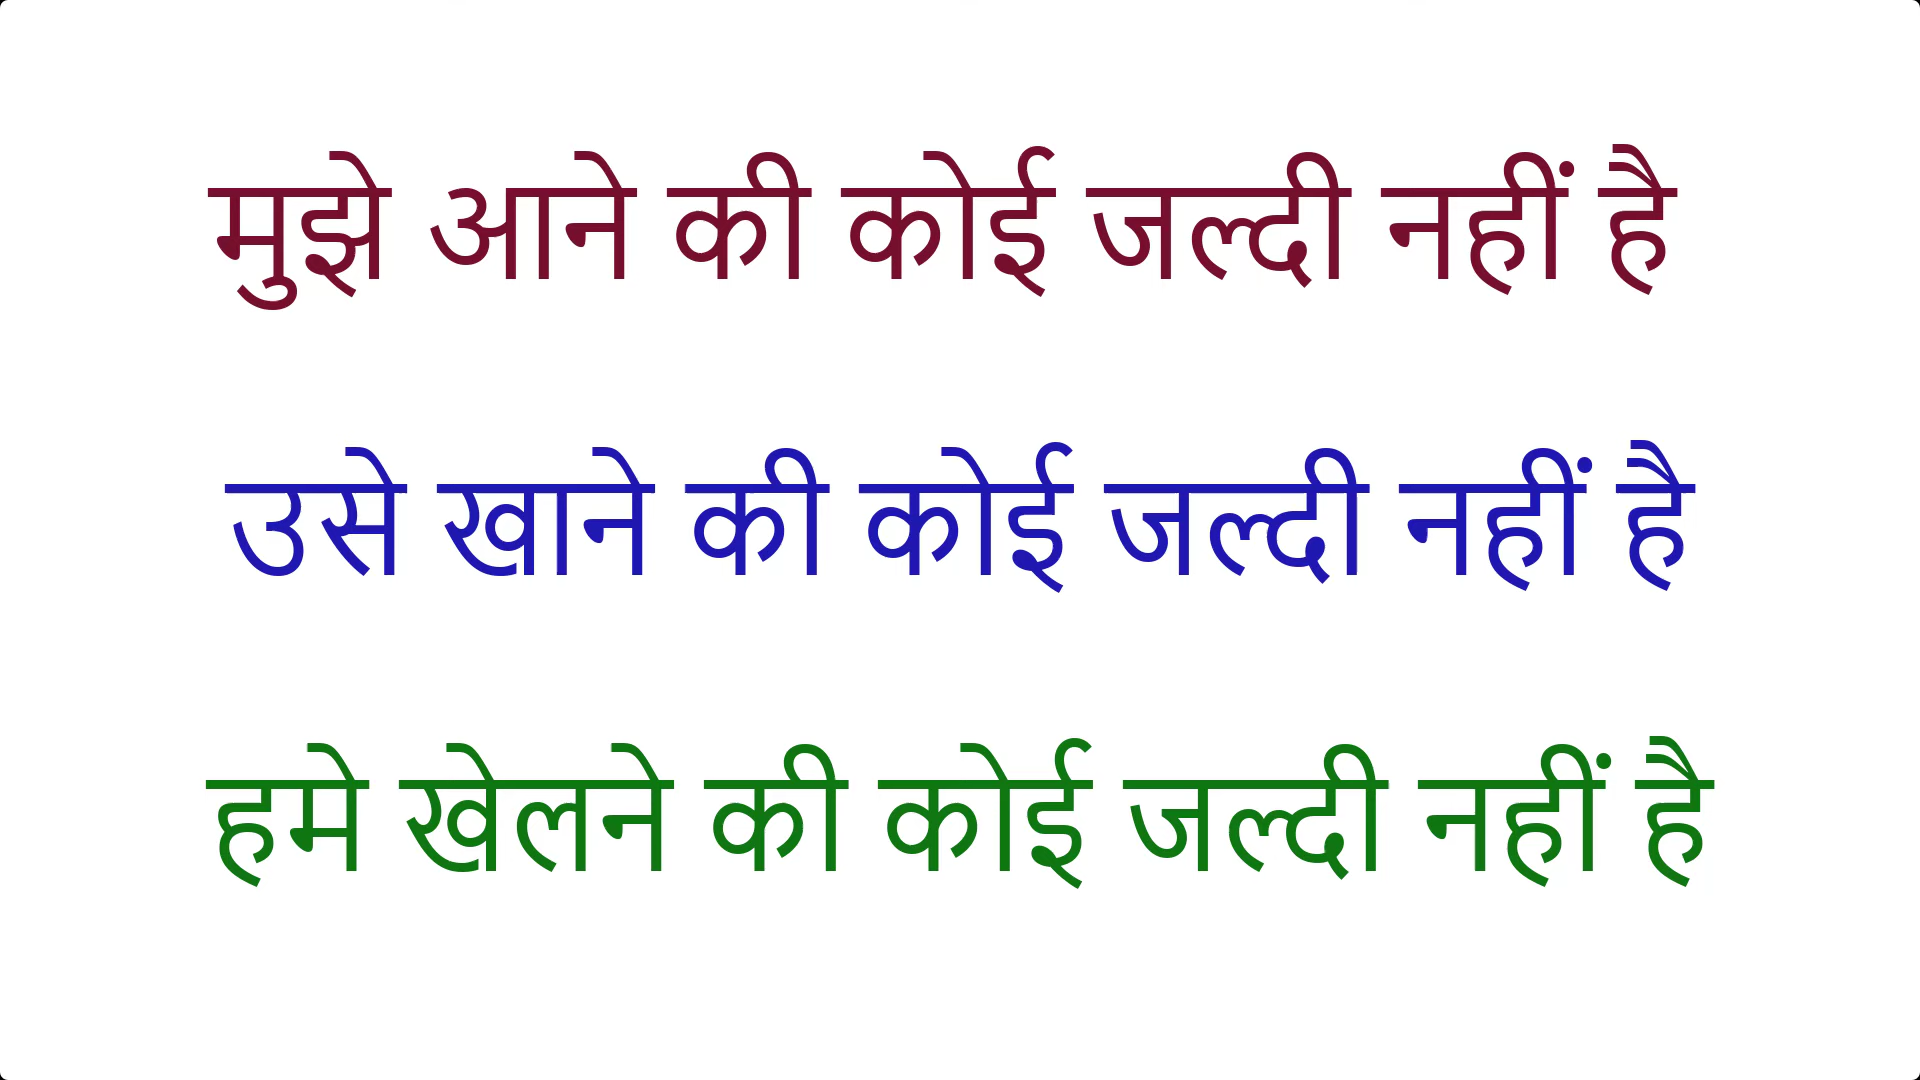 मुझे आने की कोई जल्दी नहीं है
उसे खाने की कोई जल्दी नहीं है
हमे खेलने की कोई जल्दी नहीं है